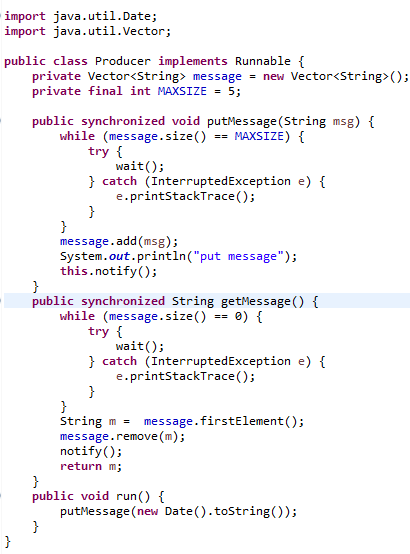 import java.util.Date;
import java.util.Vector;

public class Producer implements Runnable {
    private Vector<String> message = new Vector<String>();
    private final int MAXSIZE = 5;

    public synchronized void putMessage(String msg) {
        while (message.size() == MAXSIZE) {
            try {
                wait();
            } catch (InterruptedException e) {
                e.printStackTrace();
            }
        }
        message.add(msg);
        System.out.println("put message");
        this.notify();
    }
    public synchronized String getMessage() {
        while (message.size() == 0) {
            try {
                wait();
            } catch (InterruptedException e) {
                e.printStackTrace();
            }
        }
        String m =  message.firstElement();
        message.remove(m);
        notify();
        return m;
    }
    public void run() {
        putMessage(new Date().toString());
    }
}